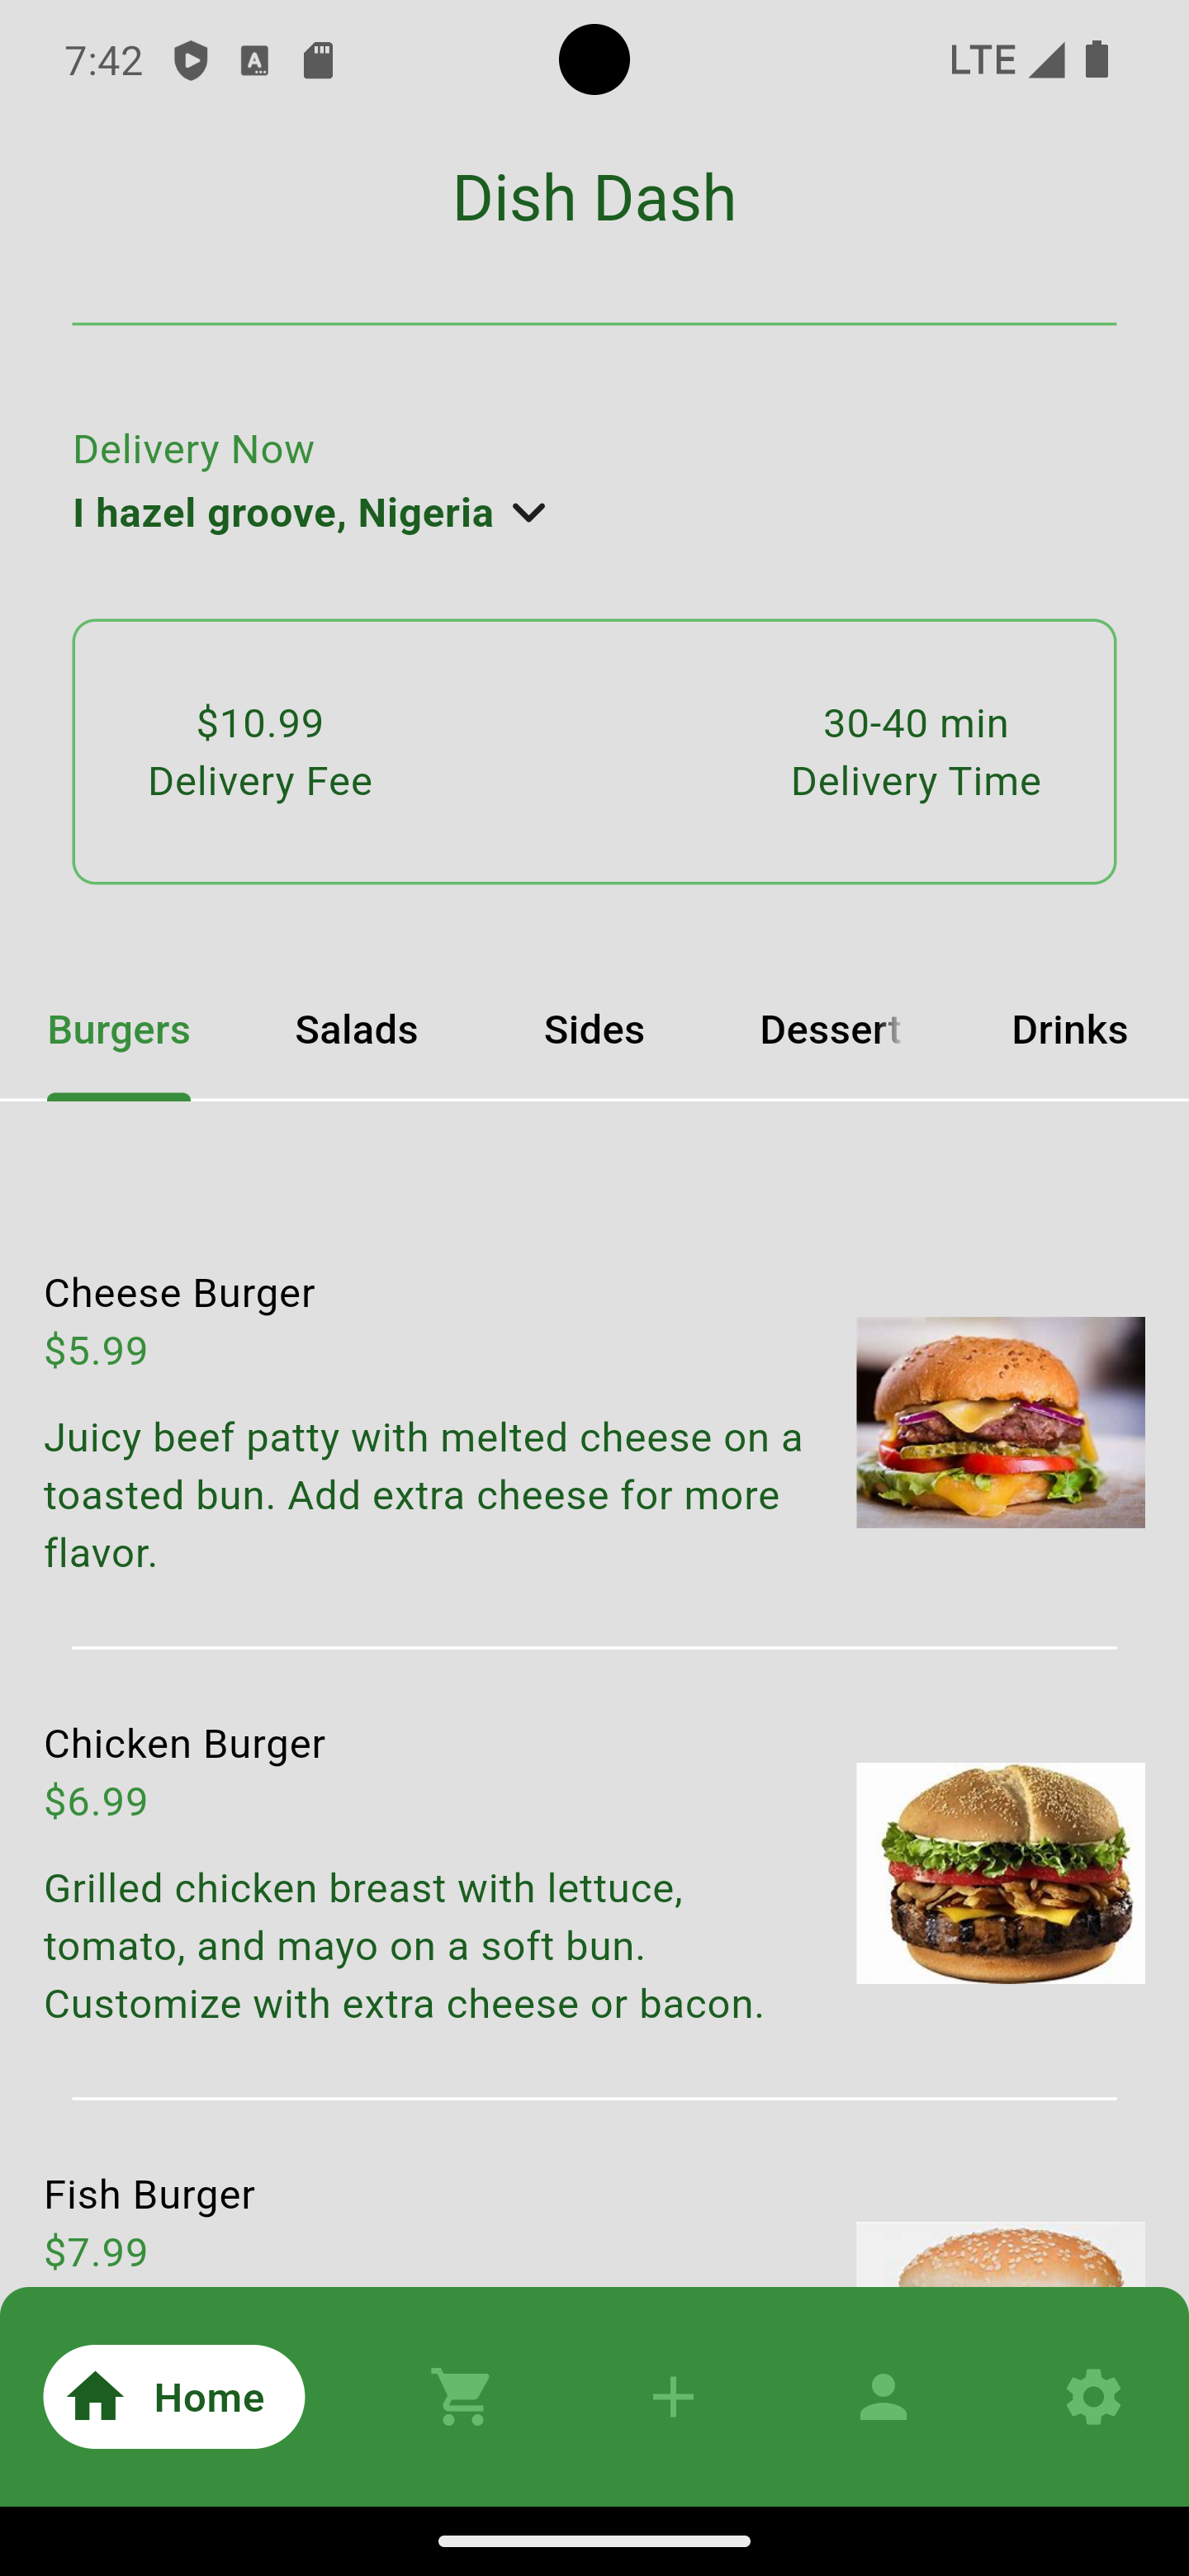 7:42
LTE
Dish Dash
Delivery Now
I hazel groove, Nigeria
$10.99
Delivery Fee
30-40 min
Delivery Time
Burgers Salads Sides Dessert Drinks
Cheese Burger
$5.99
Juicy beef patty with melted cheese on a
toasted bun. Add extra cheese for more
flavor.
Chicken Burger
$6.99
Grilled chicken breast with lettuce,
tomato, and mayo on a soft bun.
Customize with extra cheese or bacon.
Fish Burger
$7.99
Home